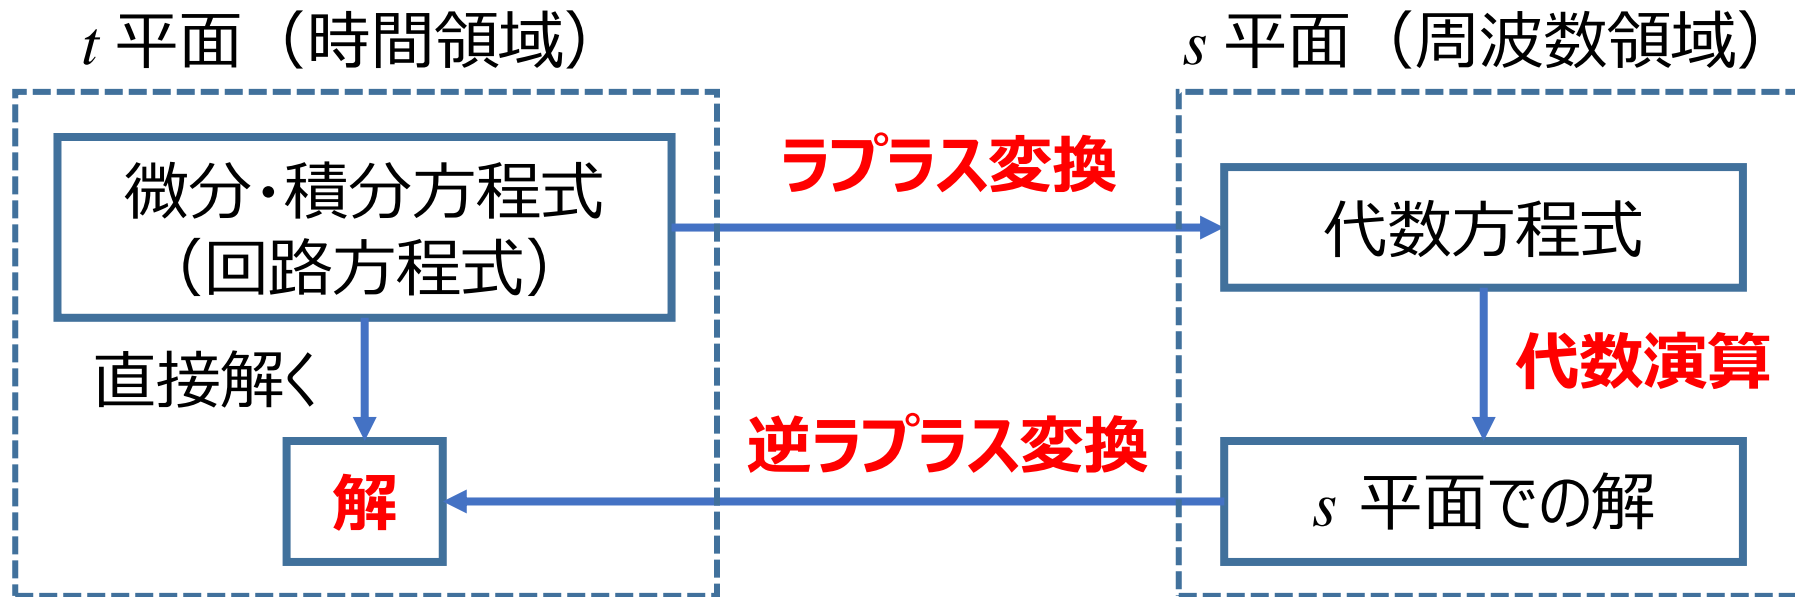 t 平面（時間領域）
s 平面（周波数領域）
微分・積分方程式
（回路方程式）
ラプラス変換
代数方程式
直接解く
代数演算
逆ラプラス変換
解
s 平面での解